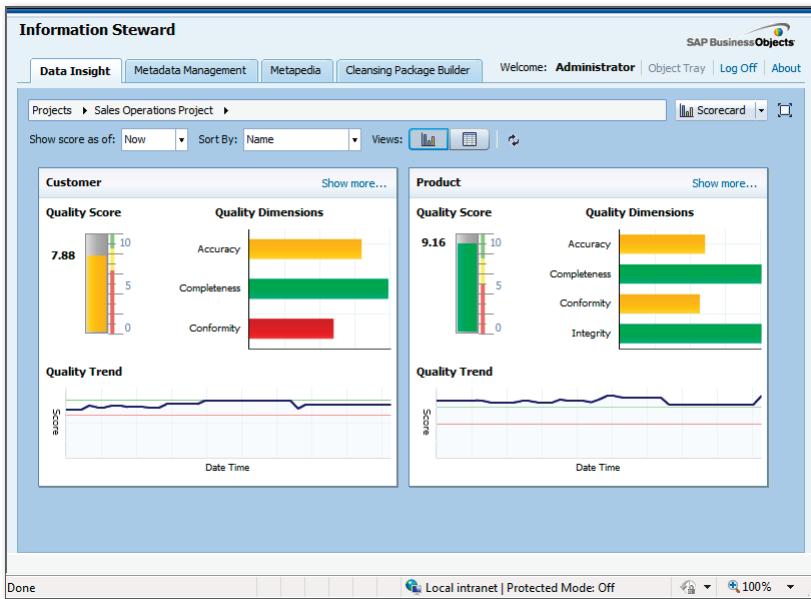 Information Steward
SAP BusinessObjects
Data Insight Metadata Management Metapedia Cleansing Package Builder Welcome: Administrator Object Tray Log Off About
Projects Sales Operations Project Scorecard
Show score as of: Now Sort By: Name Views:
Customer Show more...
Quality Score Quality Dimensions
7.88
10
5
0
Accuracy
Completeness
Conformity
Quality Trend
Score
Date Time
Product Show more...
Quality Score Quality Dimensions
9.16
10
5
0
Accuracy
Completeness
Conformity
Integrity
Quality Trend
Score
Date Time
Done Local intranet | Protected Mode: Off 100%